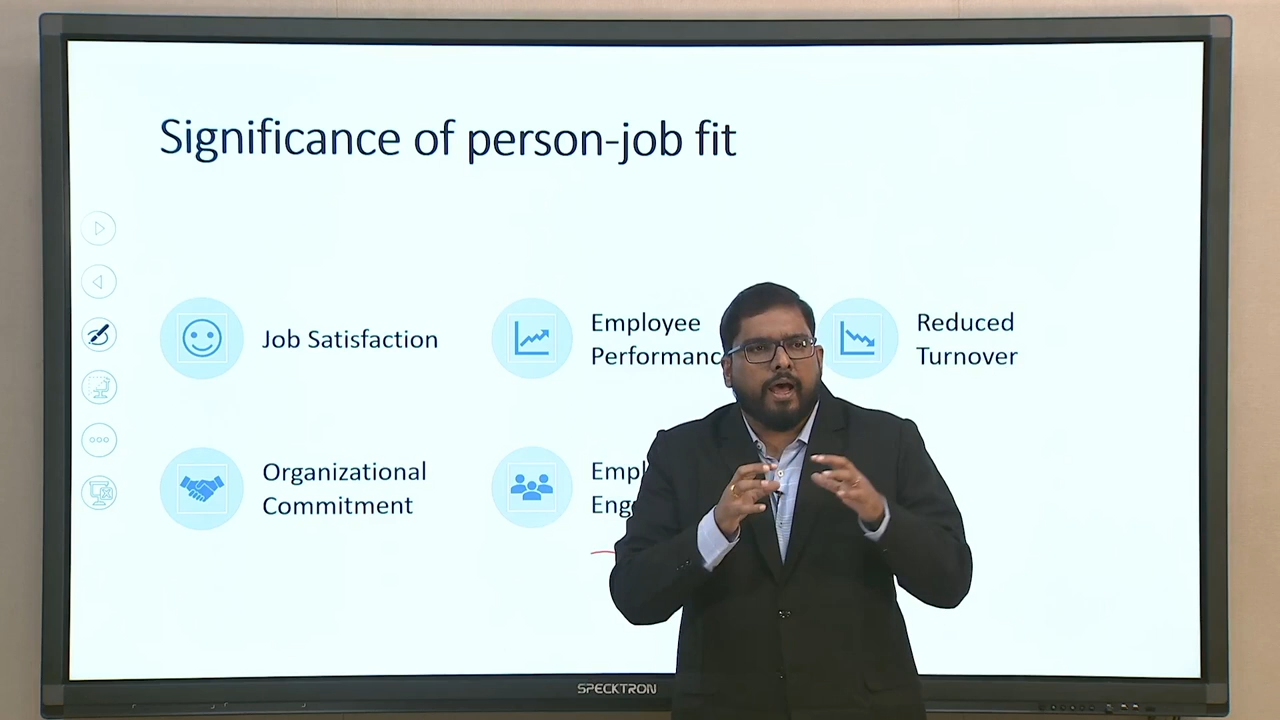 Significance of person-job fit
Job Satisfaction
Employee
Performanc
Reduced
Turnover
Organizational
Commitment
Empl
Eng
SPECKTRON